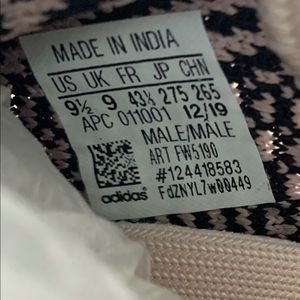 MADE IN INDIA
US UK FR JP CHN
9½ 9 43⅓ 275 265
APC 011001 12/19
MALE/MALE
ART FW5190
#124418583
FdZNYL7w00449
adidas